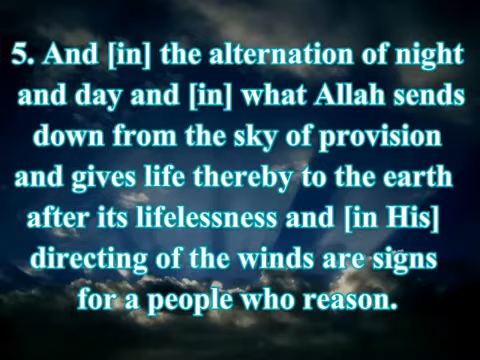 5. And [in] the alternation of night
and day and [in] what Allah sends
down from the sky of provision
and gives life thereby to the earth
after its lifelessness and [in His]
directing of the winds are signs
for a people who reason.